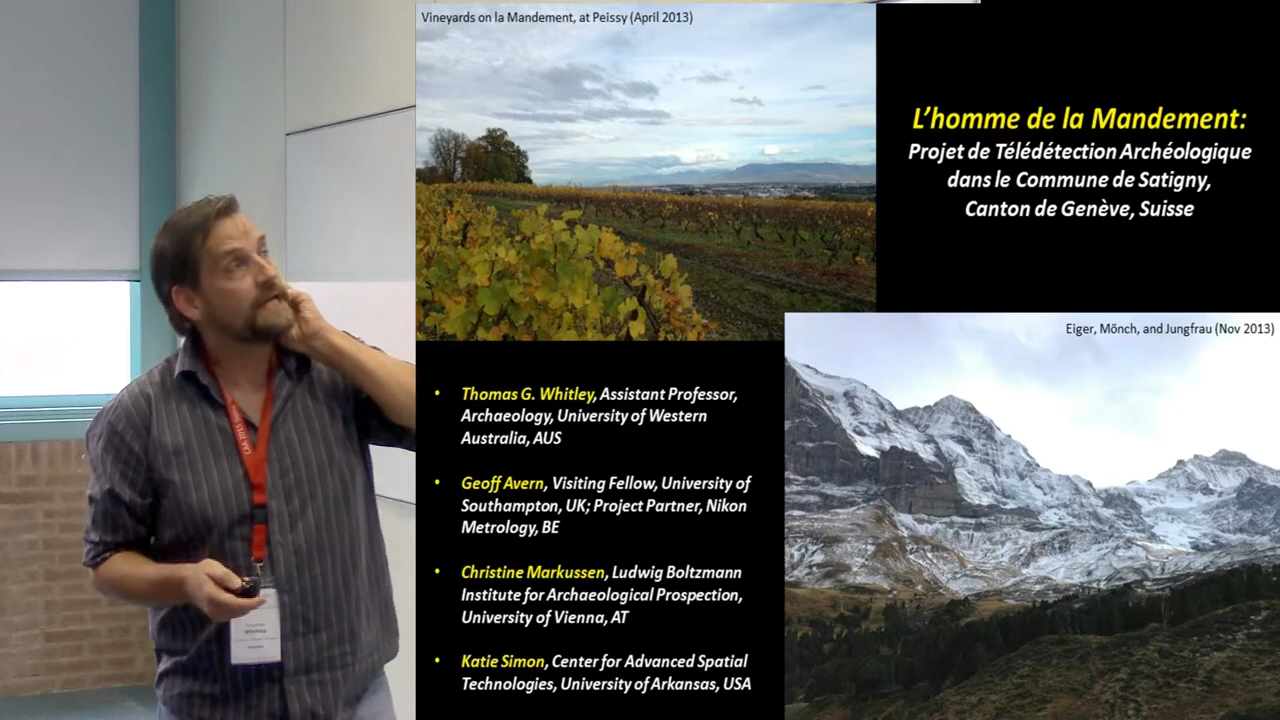 Vineyards on la Mandement, at Peissy (April 2013)
L'homme de la Mandement:
Projet de Télédétection Archéologique
dans le Commune de Satigny,
Canton de Genève, Suisse
Eiger, Mönch, and Jungfrau (Nov 2013)
• Thomas G. Whitley, Assistant Professor,
Archaeology, University of Western
Australia, AUS
• Geoff Avern, Visiting Fellow, University of
Southampton, UK; Project Partner, Nikon
Metrology, BE
• Christine Markussen, Ludwig Boltzmann
Institute for Archaeological Prospection,
University of Vienna, AT
• Katie Simon, Center for Advanced Spatial
Technologies, University of Arkansas, USA
CAA 2015
Whitley